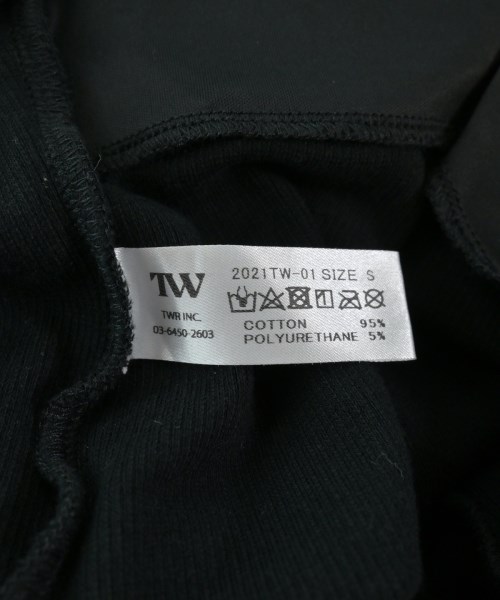 TW
TWR INC.
03-6450-2603
2021TW-01 SIZE S
COTTON 95%
POLYURETHANE 5%